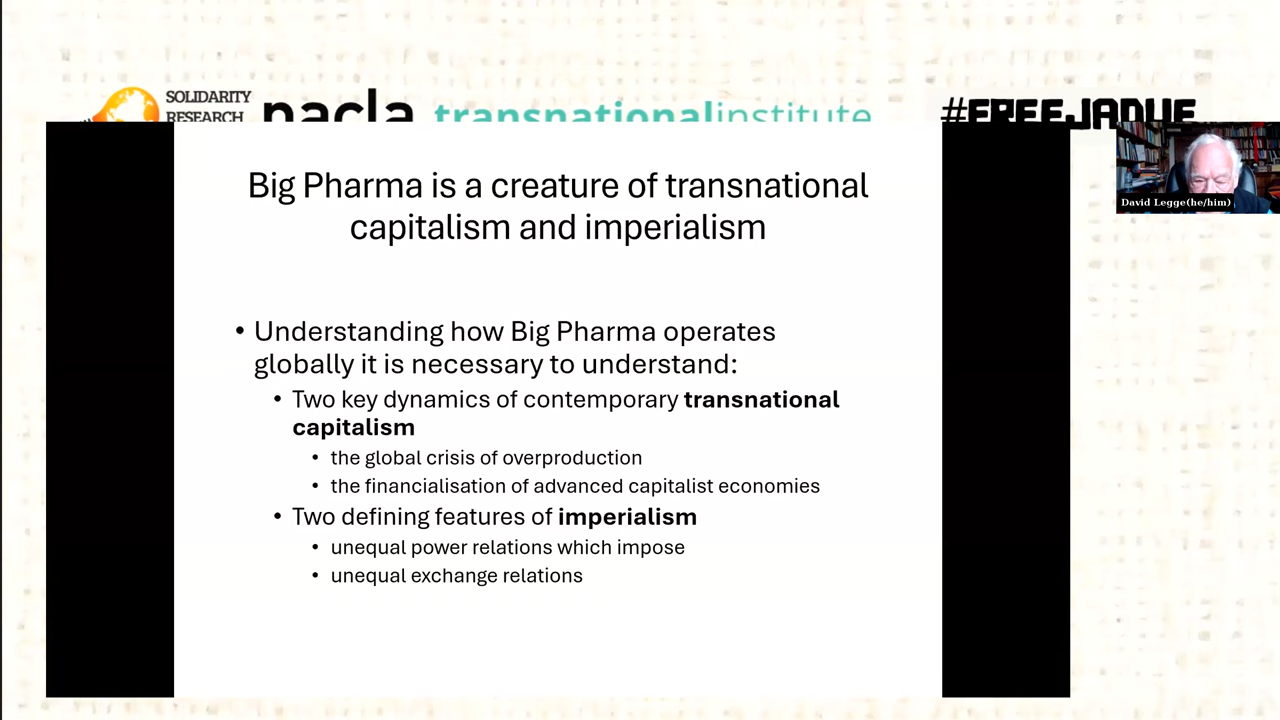 SOLIDARITY
RESEARCH
nacla
transnationalinstitute
#FREEJADUE
Big Pharma is a creature of transnational
capitalism and imperialism
• Understanding how Big Pharma operates
globally it is necessary to understand:
• Two key dynamics of contemporary transnational
capitalism
• the global crisis of overproduction
• the financialisation of advanced capitalist economies
• Two defining features of imperialism
• unequal power relations which impose
• unequal exchange relations
David Legge(he/him)